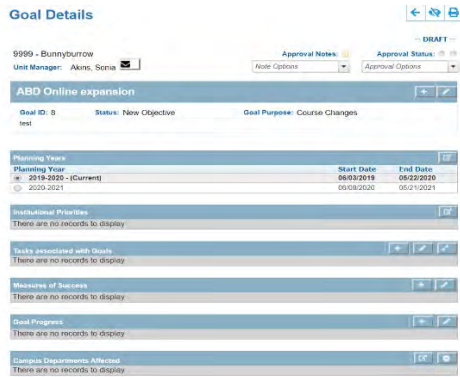 Goal Details
-- DRAFT --
9999 - Bunnyburrow
Approval Notes:
Approval Status:
Unit Manager: Akins, Sonia
Note Options
Approval Options
ABD Online expansion
Goal ID: 8 Status: New Objective Goal Purpose: Course Changes
test
Planning Years
Planning Year Start Date End Date
2019-2020 - (Current) 06/03/2019 05/22/2020
2020-2021 06/08/2020 05/21/2021
Institutional Priorities
There are no records to display
Tasks associated with Goals
There are no records to display
Measures of Success
There are no records to display
Goal Progress
There are no records to display
Campus Departments Affected
There are no records to display